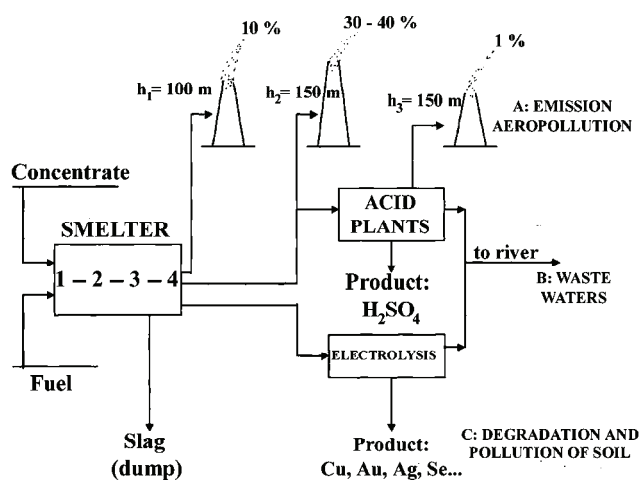 10 %
30 - 40 %
1 %
h₁= 100 m
h₂= 150 m
h₃= 150 m
A: EMISSION
AEROPOLLUTION
Concentrate
SMELTER
1 – 2 – 3 – 4
Fuel
ACID
PLANTS
to river
B: WASTE
WATERS
Product:
H₂SO₄
ELECTROLYSIS
Slag
(dump)
Product:
Cu, Au, Ag, Se...
C: DEGRADATION AND
POLLUTION OF SOIL